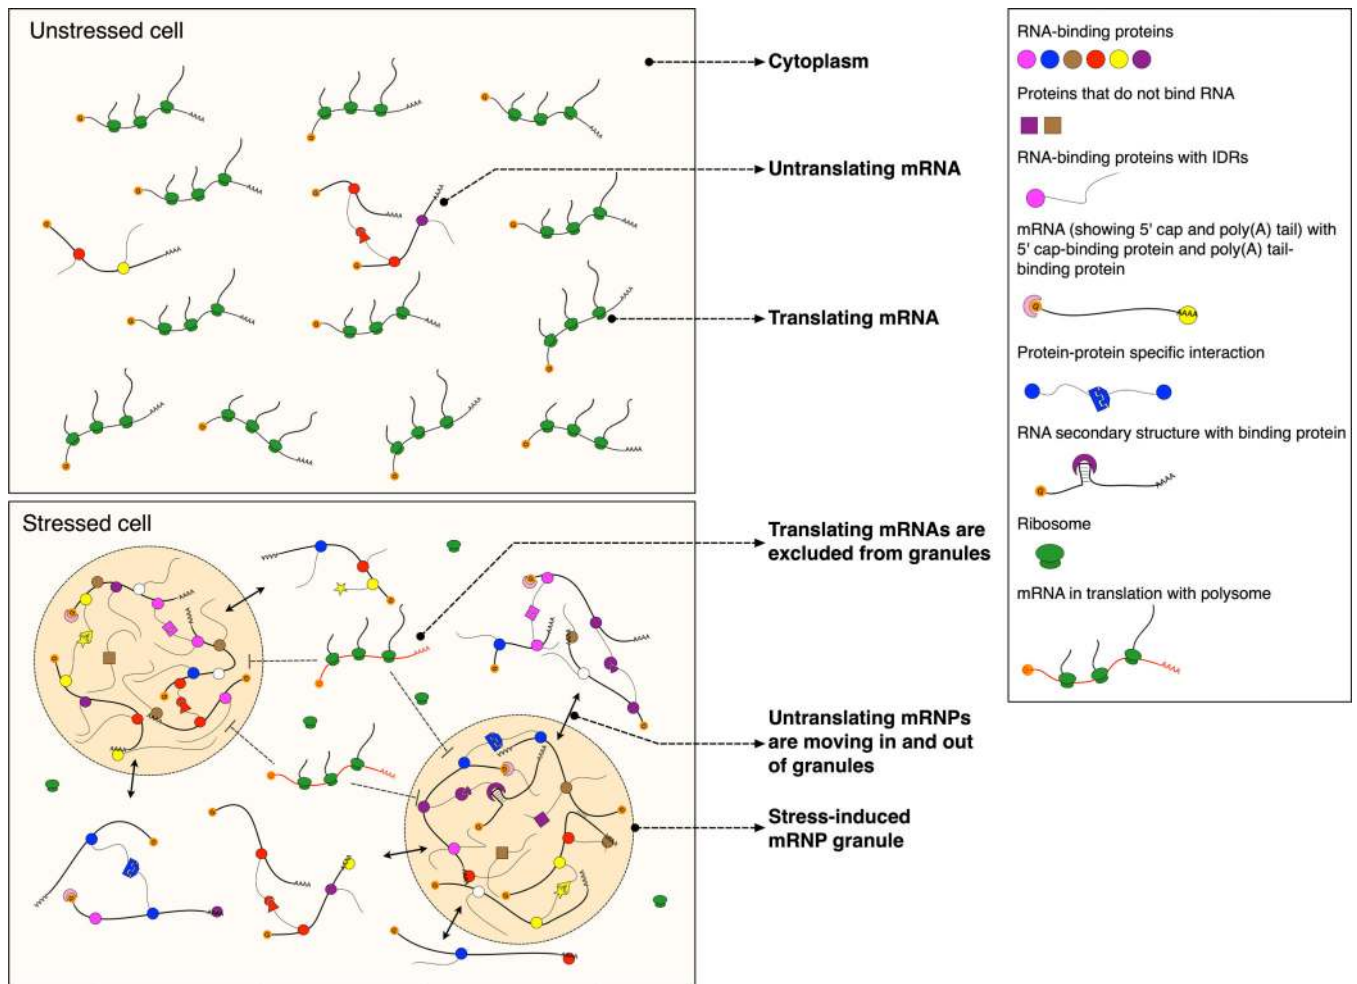 Unstressed cell
Cytoplasm
Untranslating mRNA
Translating mRNA
Stressed cell
Translating mRNAs are
excluded from granules
Untranslating mRNPs
are moving in and out
of granules
Stress-induced
mRNP granule
RNA-binding proteins
Proteins that do not bind RNA
RNA-binding proteins with IDRs
mRNA (showing 5' cap and poly(A) tail) with
5' cap-binding protein and poly(A) tail-
binding protein
G
AAAA
Protein-protein specific interaction
RNA secondary structure with binding protein
G
AAAA
Ribosome
mRNA in translation with polysome
G
AAAA